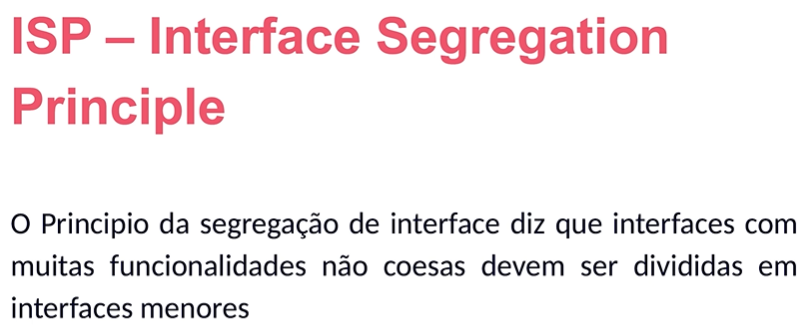 ISP – Interface Segregation
Principle
O Principio da segregação de interface diz que interfaces com
muitas funcionalidades não coesas devem ser divididas em
interfaces menores